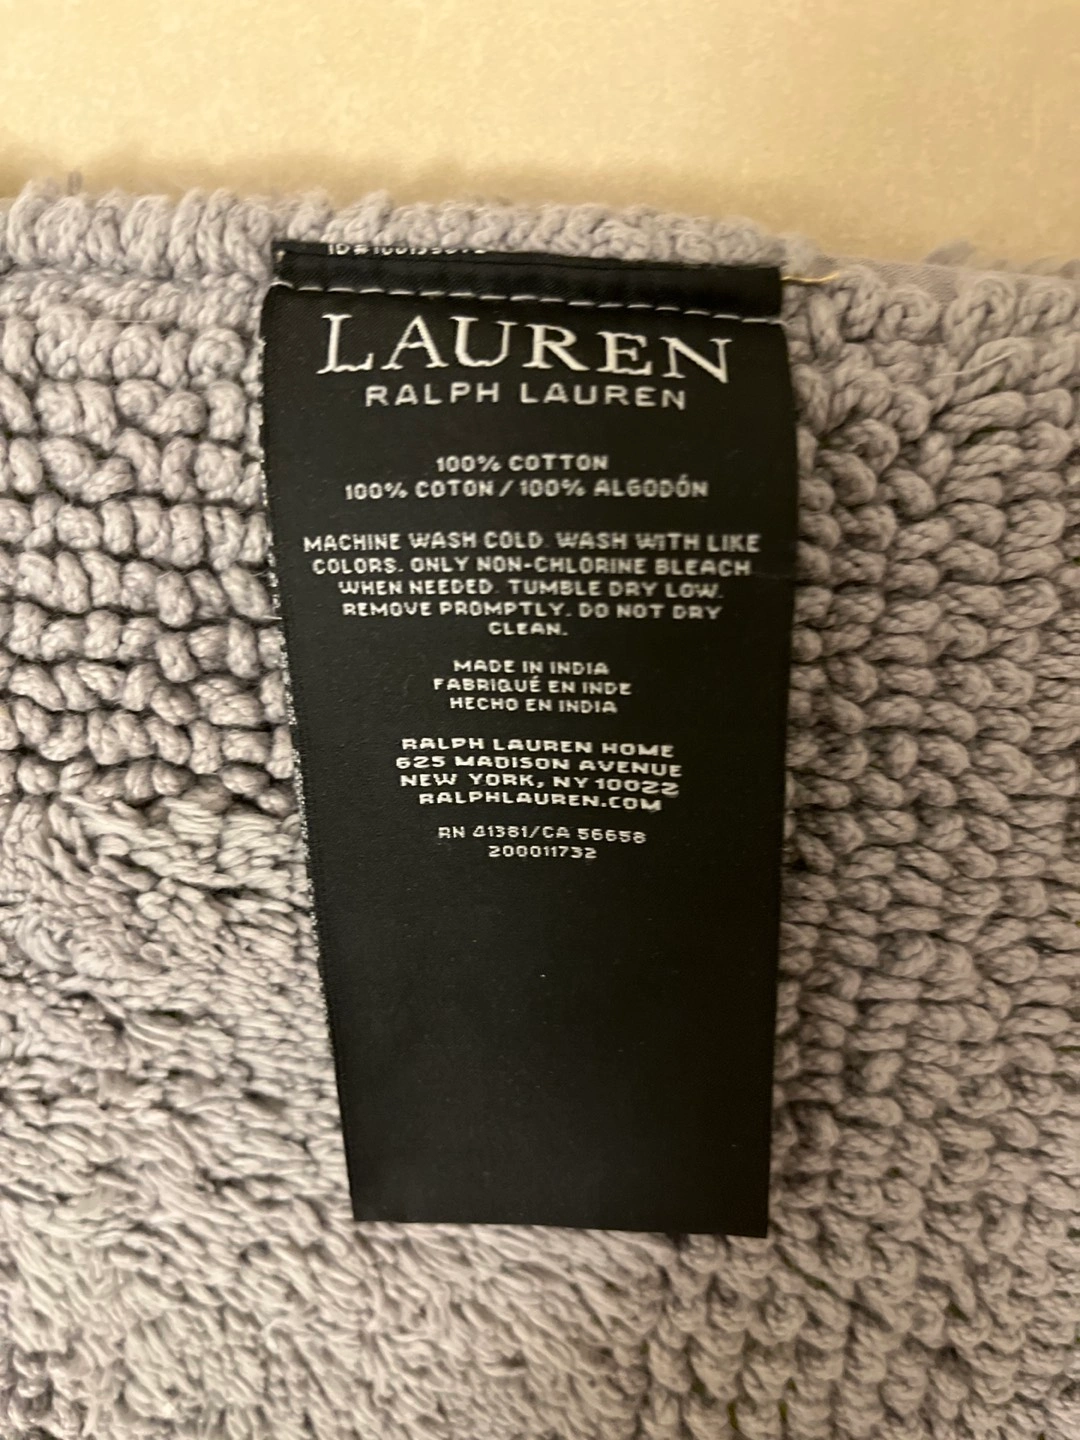 LAUREN
RALPH LAUREN
100% COTTON
100% COTON / 100% ALGODÓN
MACHINE WASH COLD. WASH WITH LIKE
COLORS. ONLY NON-CHLORINE BLEACH
WHEN NEEDED. TUMBLE DRY LOW.
REMOVE PROMPTLY. DO NOT DRY
CLEAN.
MADE IN INDIA
FABRIQUÉ EN INDE
HECHO EN INDIA
RALPH LAUREN HOME
625 MADISON AVENUE
NEW YORK, NY 10022
RALPHLAUREN.COM
RN 41381/CA 56658
200011732